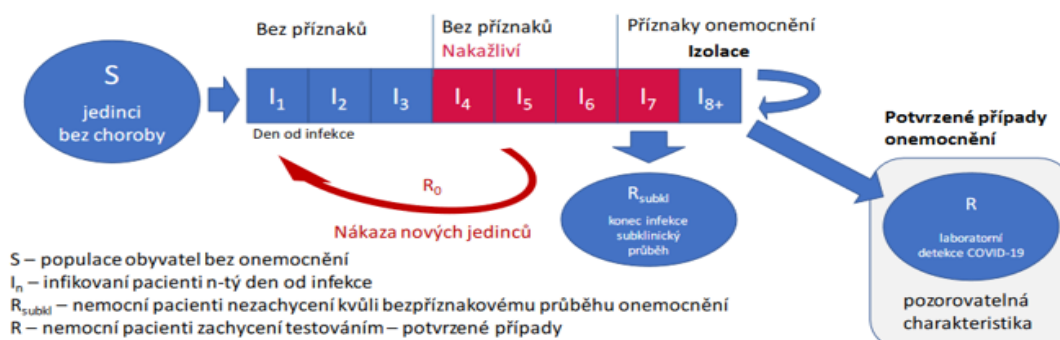 Bez příznaků
Bez příznaků
Nakažliví
Příznaky onemocnění
Izolace
S
jedinci
bez choroby
I1
I2
I3
I4
I5
I6
I7
I8+
Den od infekce
R0
Nákaza nových jedinců
Rsubkl
konec infekce
subklinický
průběh
Potvrzené případy
onemocnění
R
laboratorní
detekce COVID-19
pozorovatelná
charakteristika
S – populace obyvatel bez onemocnění
In – infikovaní pacienti n-tý den od infekce
Rsubkl – nemocní pacienti nezachycení kvůli bezpříznakovému průběhu onemocnění
R – nemocní pacienti zachycení testováním – potvrzené případy